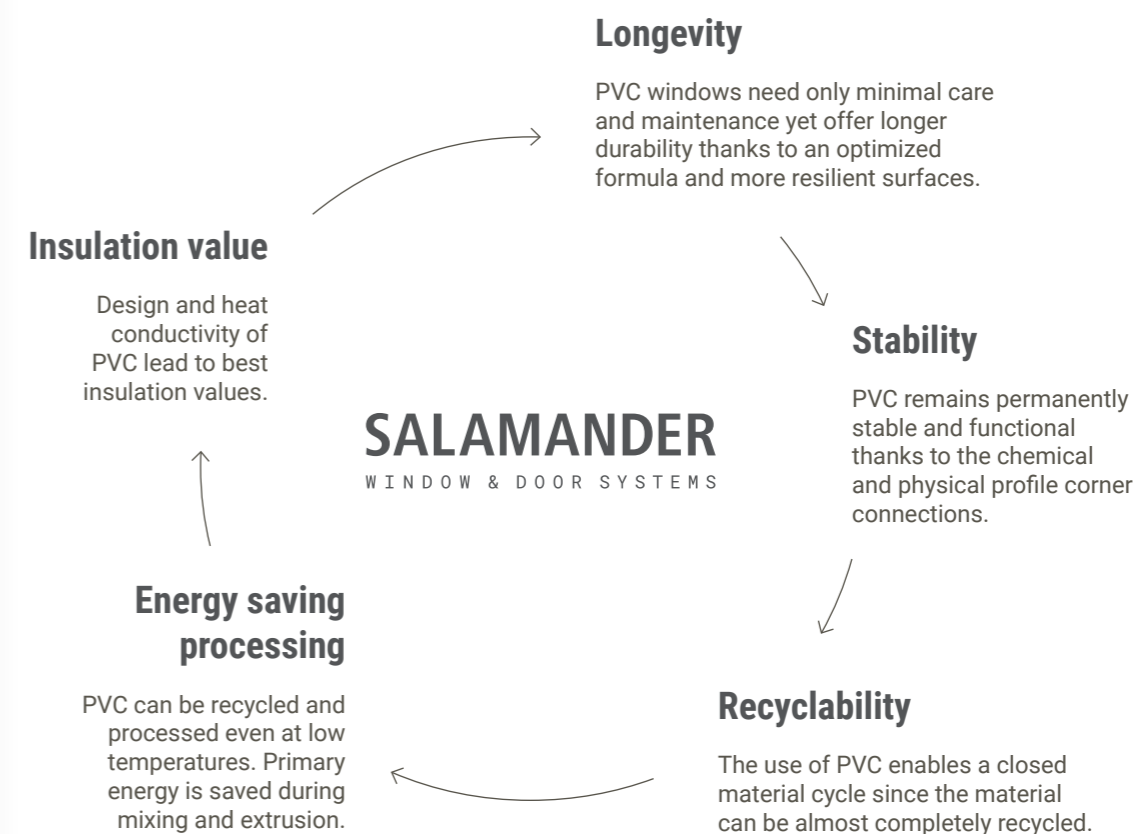 Longevity
PVC windows need only minimal care
and maintenance yet offer longer
durability thanks to an optimized
formula and more resilient surfaces.
Stability
PVC remains permanently
stable and functional
thanks to the chemical
and physical profile corner
connections.
Recyclability
The use of PVC enables a closed
material cycle since the material
can be almost completely recycled.
Energy saving
processing
PVC can be recycled and
processed even at low
temperatures. Primary
energy is saved during
mixing and extrusion.
Insulation value
Design and heat
conductivity of
PVC lead to best
insulation values.
SALAMANDER
WINDOW & DOOR SYSTEMS